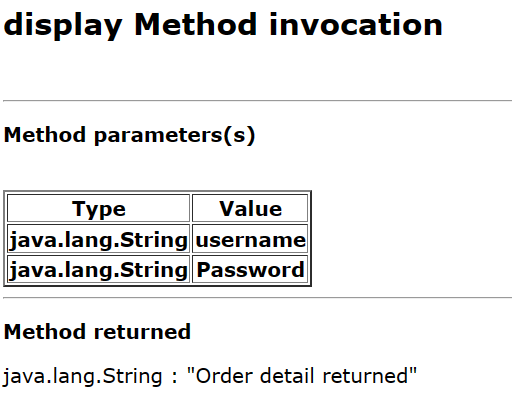 display Method invocation
Method parameters(s)
Type Value
java.lang.String username
java.lang.String Password
Method returned
java.lang.String : "Order detail returned"